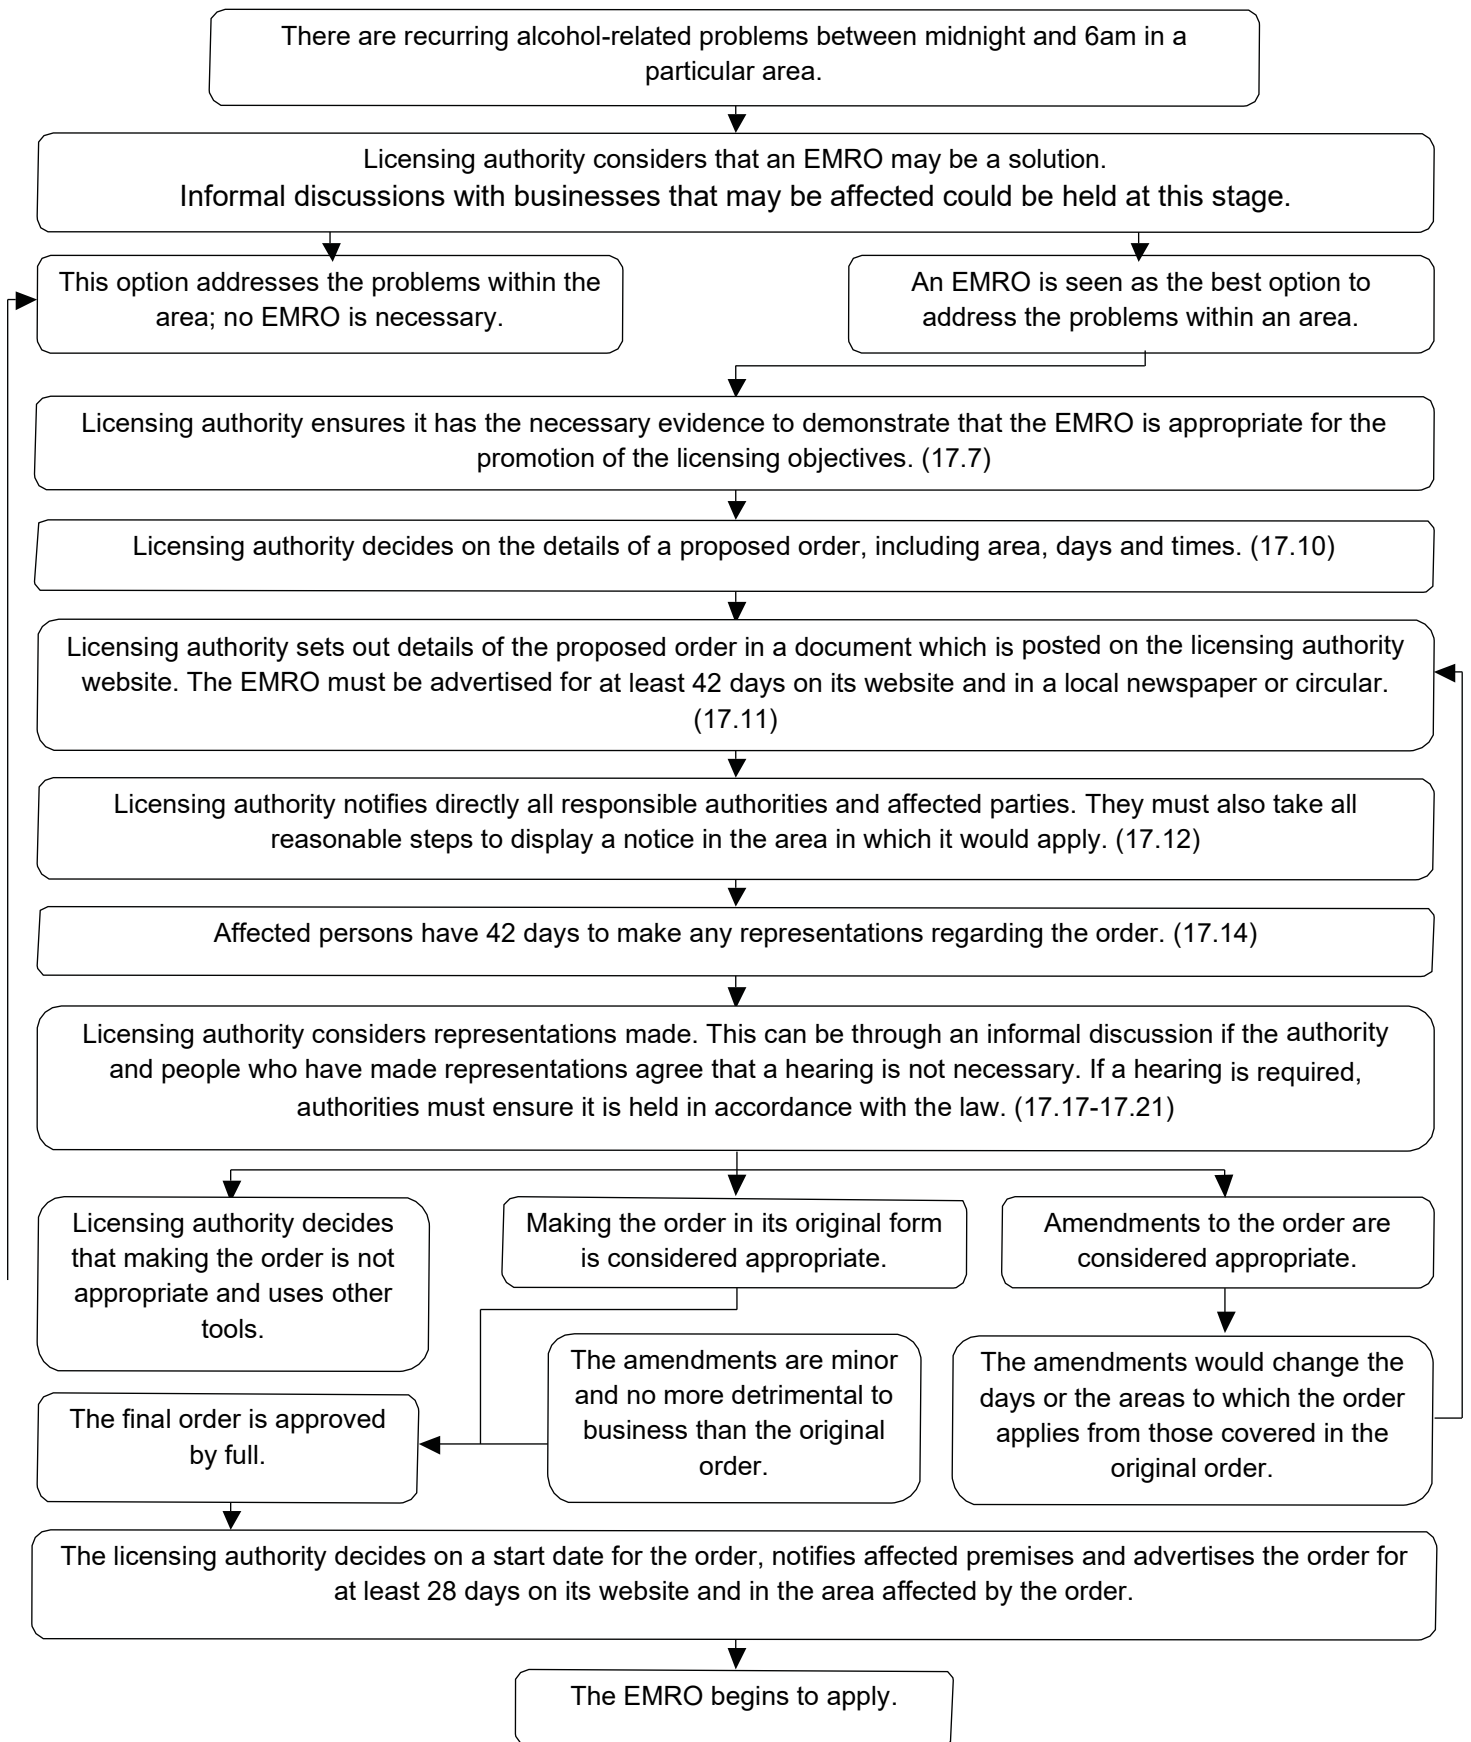 There are recurring alcohol-related problems between midnight and 6am in a
particular area.
Licensing authority considers that an EMRO may be a solution.
Informal discussions with businesses that may be affected could be held at this stage.
This option addresses the problems within the
area; no EMRO is necessary.
An EMRO is seen as the best option to
address the problems within an area.
Licensing authority ensures it has the necessary evidence to demonstrate that the EMRO is appropriate for the
promotion of the licensing objectives. (17.7)
Licensing authority decides on the details of a proposed order, including area, days and times. (17.10)
Licensing authority sets out details of the proposed order in a document which is posted on the licensing authority
website. The EMRO must be advertised for at least 42 days on its website and in a local newspaper or circular.
(17.11)
Licensing authority notifies directly all responsible authorities and affected parties. They must also take all
reasonable steps to display a notice in the area in which it would apply. (17.12)
Affected persons have 42 days to make any representations regarding the order. (17.14)
Licensing authority considers representations made. This can be through an informal discussion if the authority
and people who have made representations agree that a hearing is not necessary. If a hearing is required,
authorities must ensure it is held in accordance with the law. (17.17-17.21)
Licensing authority decides
that making the order is not
appropriate and uses other
tools.
Making the order in its original form
is considered appropriate.
Amendments to the order are
considered appropriate.
The amendments are minor
and no more detrimental to
business than the original
order.
The amendments would change the
days or the areas to which the order
applies from those covered in the
original order.
The final order is approved
by full.
The licensing authority decides on a start date for the order, notifies affected premises and advertises the order for
at least 28 days on its website and in the area affected by the order.
The EMRO begins to apply.